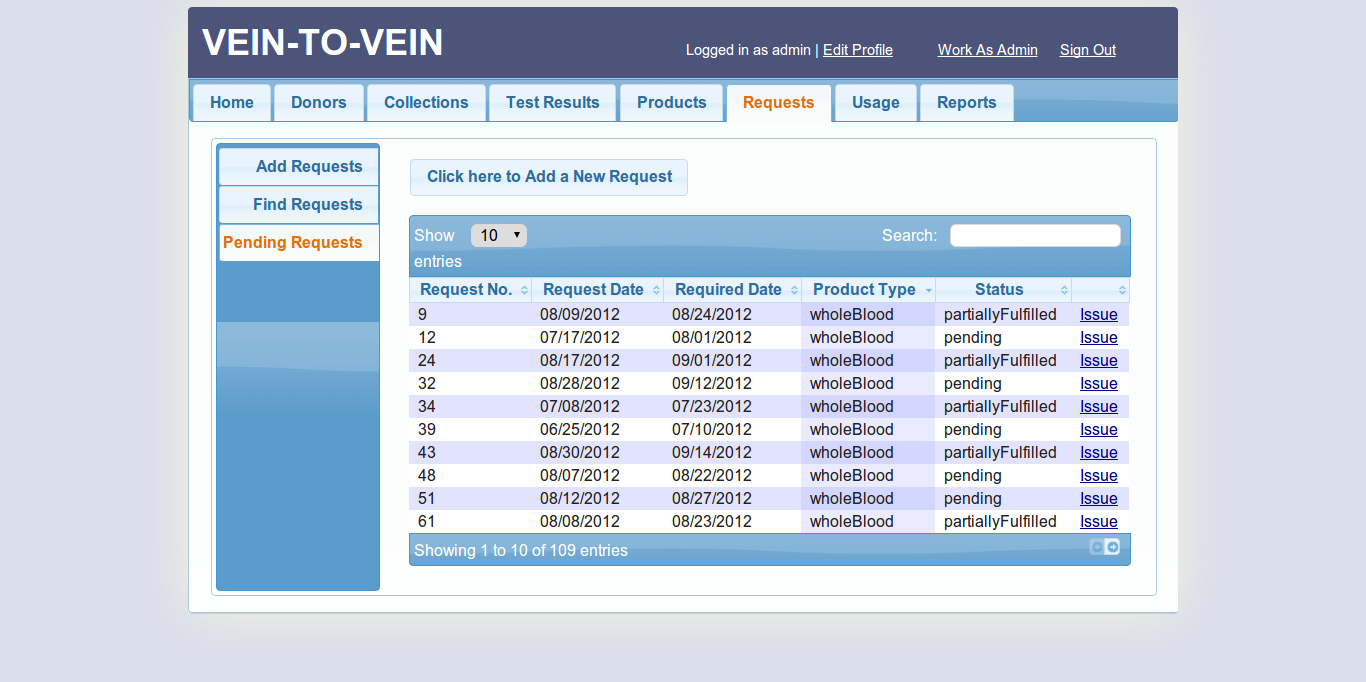 VEIN-TO-VEIN
Logged in as admin | Edit Profile Work As Admin Sign Out
Home Donors Collections Test Results Products Requests Usage Reports
Add Requests
Find Requests
Pending Requests
Click here to Add a New Request
Show 10 entries Search:
Request No. Request Date Required Date Product Type Status
9 08/09/2012 08/24/2012 wholeBlood partiallyFulfilled Issue
12 07/17/2012 08/01/2012 wholeBlood pending Issue
24 08/17/2012 09/01/2012 wholeBlood partiallyFulfilled Issue
32 08/28/2012 09/12/2012 wholeBlood pending Issue
34 07/08/2012 07/23/2012 wholeBlood partiallyFulfilled Issue
39 06/25/2012 07/10/2012 wholeBlood pending Issue
43 08/30/2012 09/14/2012 wholeBlood partiallyFulfilled Issue
48 08/07/2012 08/22/2012 wholeBlood pending Issue
51 08/12/2012 08/27/2012 wholeBlood pending Issue
61 08/08/2012 08/23/2012 wholeBlood partiallyFulfilled Issue
Showing 1 to 10 of 109 entries